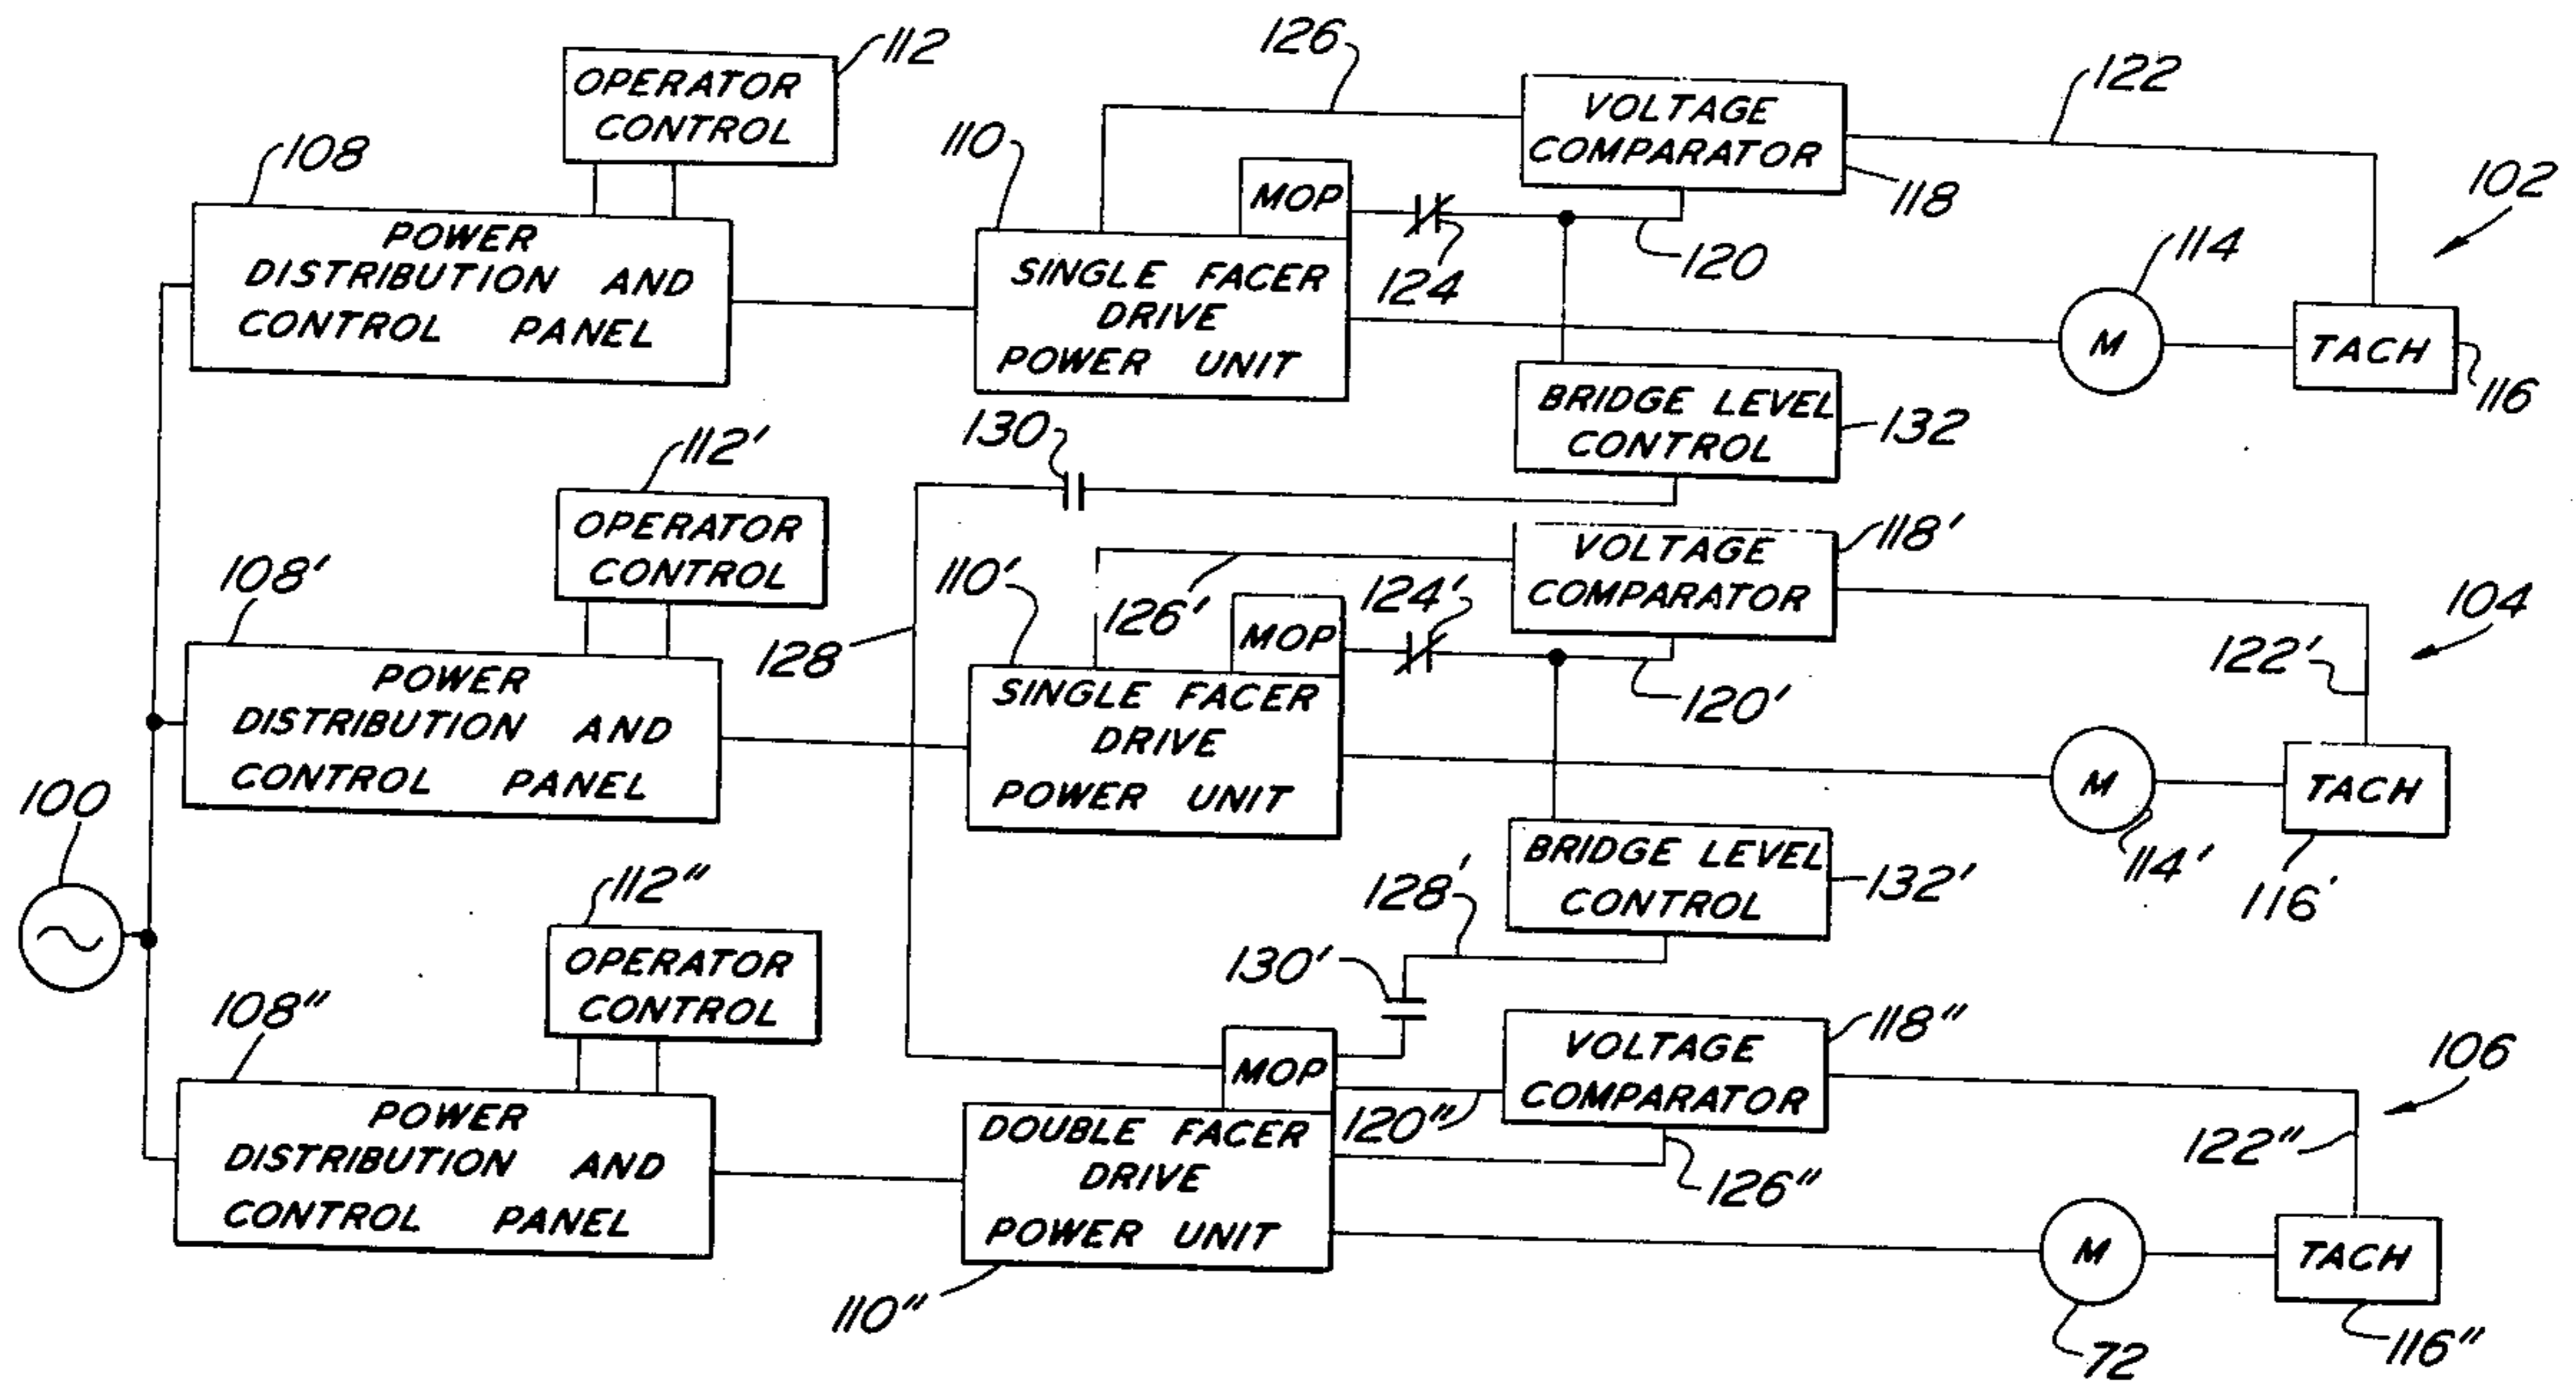 126
112
OPERATOR
CONTROL
122
VOLTAGE
COMPARATOR
108
110
118
102
MOP
POWER
DISTRIBUTION AND
CONTROL PANEL
120
114
SINGLE FACER
DRIVE
POWER UNIT
124
M
TACH
116
BRIDGE LEVEL
CONTROL
132
130
112'
OPERATOR
CONTROL
118'
VOLTAGE
COMPARATOR
108'
110'
126'
124'
104
MOP
128
122'
POWER
DISTRIBUTION AND
CONTROL PANEL
120'
SINGLE FACER
DRIVE
POWER UNIT
M
TACH
100
114'
116'
BRIDGE LEVEL
CONTROL
132'
128'
112"
OPERATOR
CONTROL
130'
108"
118"
VOLTAGE
COMPARATOR
106
MOP
120"
122"
POWER
DISTRIBUTION AND
CONTROL PANEL
DOUBLE FACER
DRIVE
POWER UNIT
126"
M
TACH
110"
72
116"